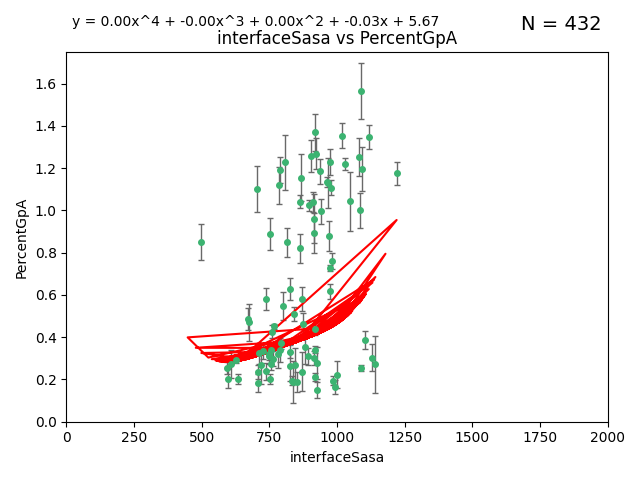 y = 0.00x^4 + -0.00x^3 + 0.00x^2 + -0.03x + 5.67
N = 432
interfaceSasa vs PercentGpA
PercentGpA
1.6
1.4
1.2
1.0
0.8
0.6
0.4
0.2
0.0
0 250 500 750 1000 1250 1500 1750 2000
interfaceSasa